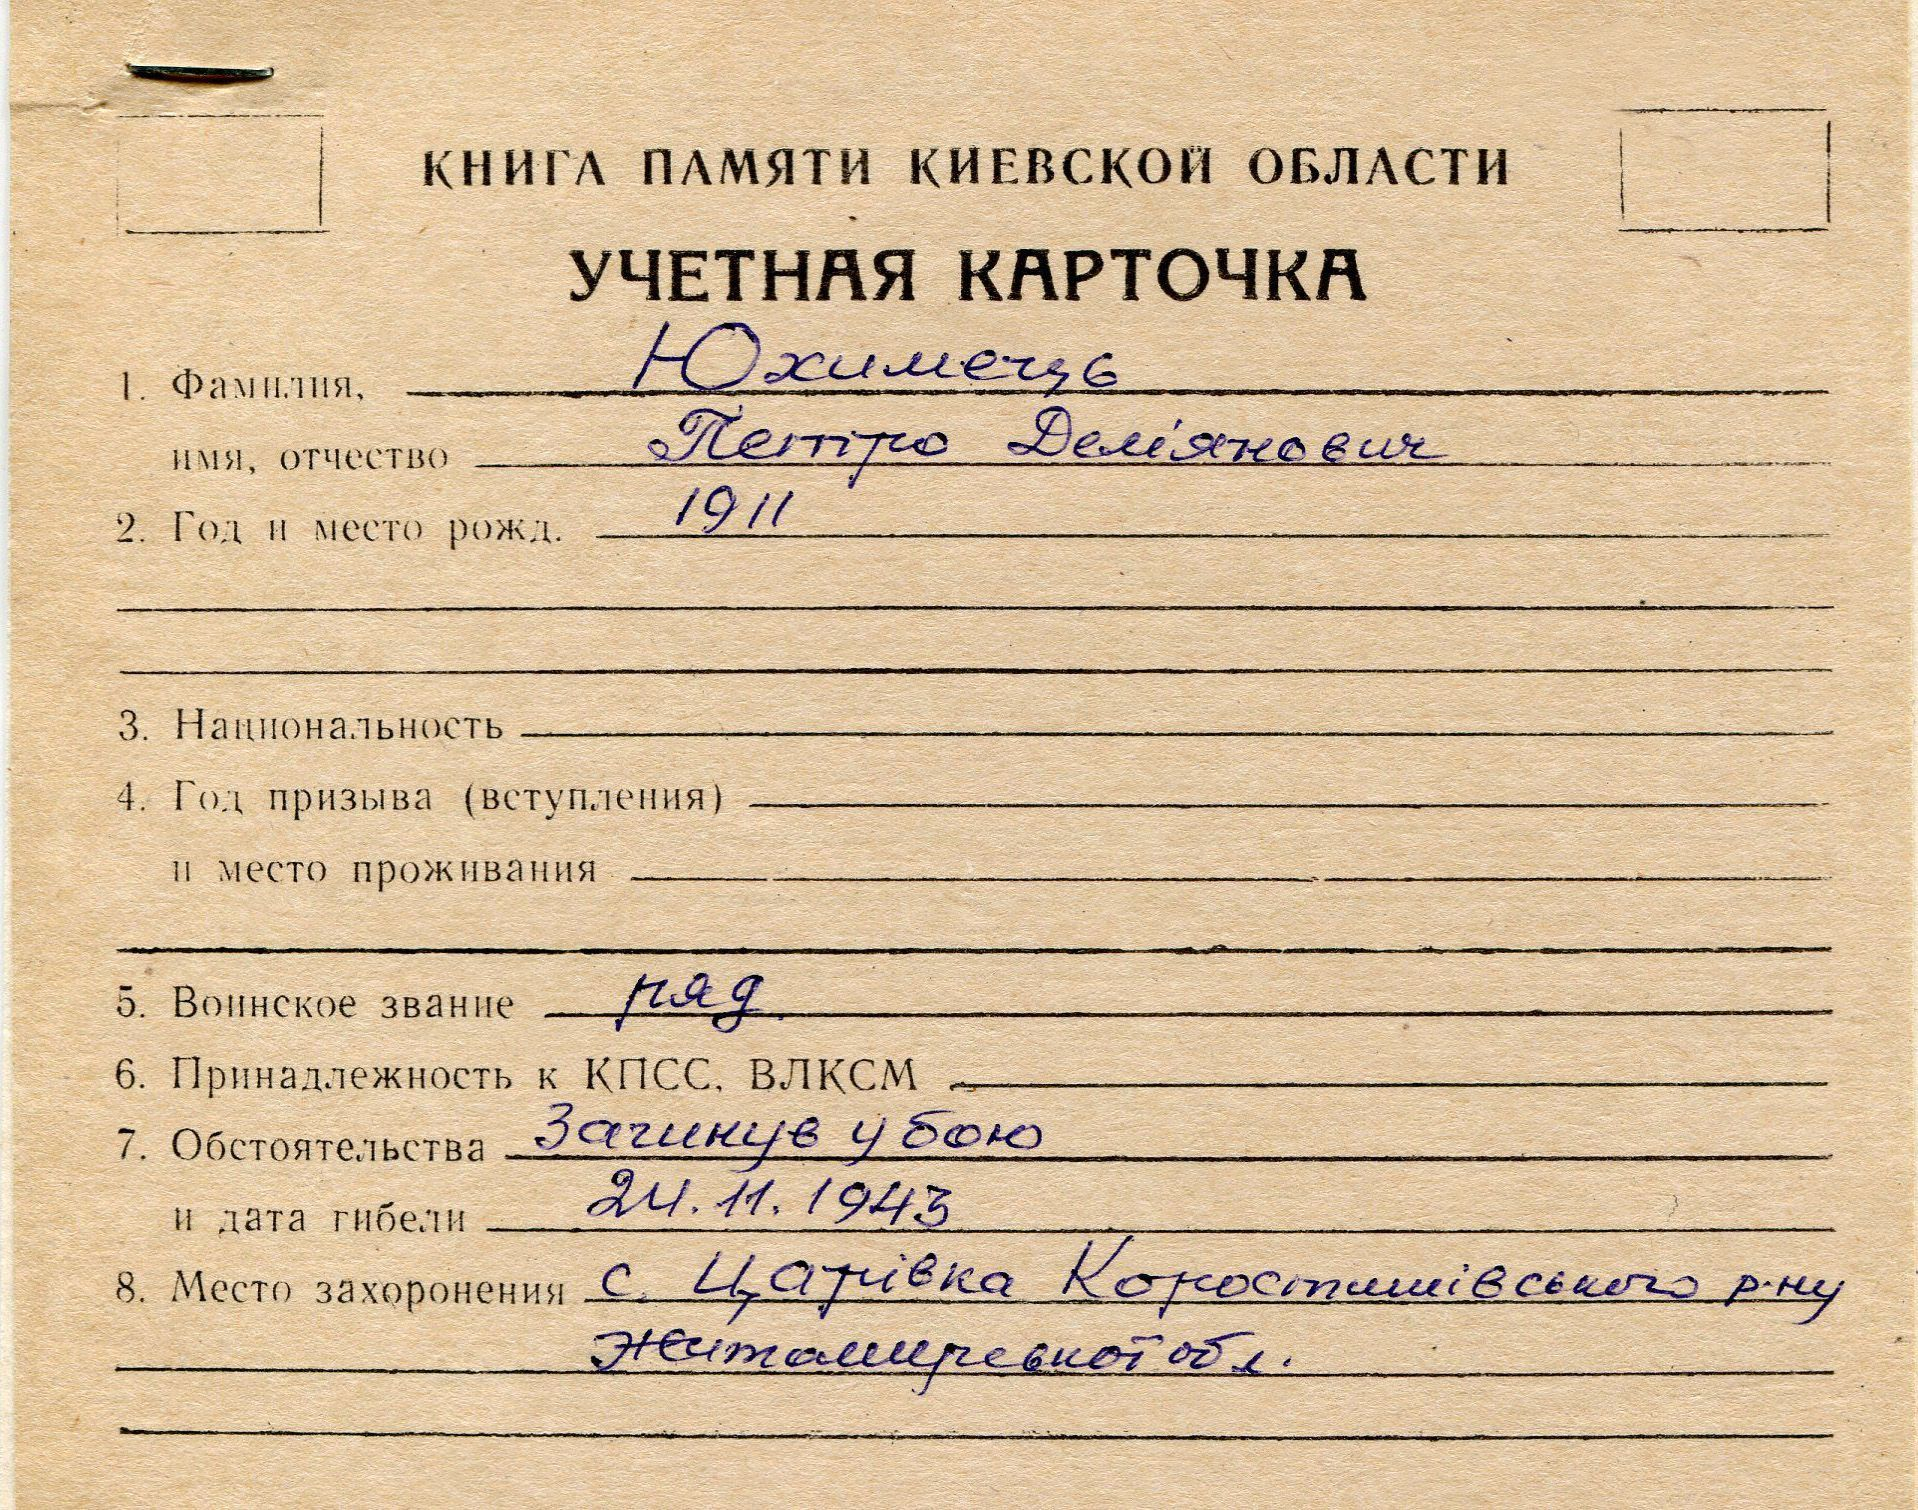 КНИГА ПАМЯТИ КИЕВСКОЙ ОБЛАСТИ
УЧЕТНАЯ КАРТОЧКА
1. Фамилия, Юхимець
имя, отчество Петро Дем'янович
2. Год и место рожд. 1911
3. Национальность
4. Год призыва (вступления)
и место проживания
5. Воинское звание ряд.
6. Принадлежность к КПСС, ВЛКСМ
7. Обстоятельства Загинув у бою
и дата гибели 24.11.1943
8. Место захоронения с. Царівка Коростишівського р-ну
Житомирської обл.